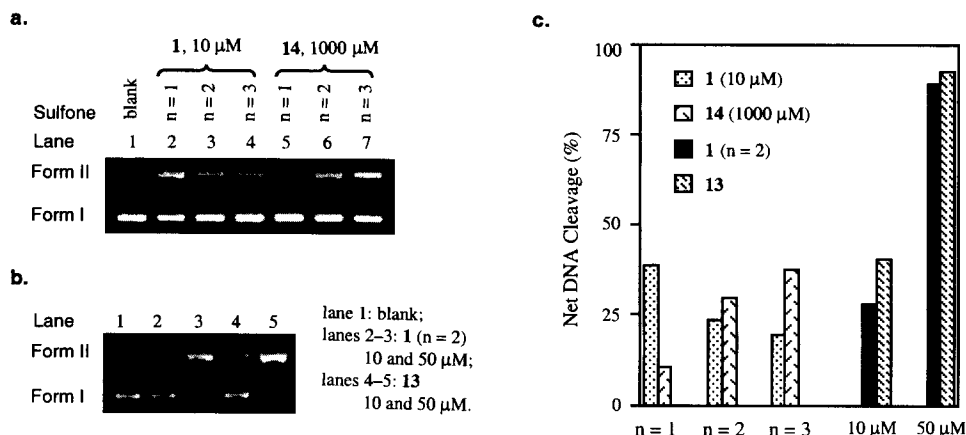 a.
1, 10 μM
14, 1000 μM
Sulfone
blank
n = 1
n = 2
n = 3
n = 1
n = 2
n = 3
Lane
1 2 3 4 5 6 7
Form II
Form I
b.
Lane
1 2 3 4 5
Form II
Form I
lane 1: blank;
lanes 2–3: 1 (n = 2)
10 and 50 μM;
lanes 4–5: 13
10 and 50 μM.
c.
Net DNA Cleavage (%)
100
75
50
25
0
1 (10 μM)
14 (1000 μM)
1 (n = 2)
13
n = 1 n = 2 n = 3 10 μM 50 μM